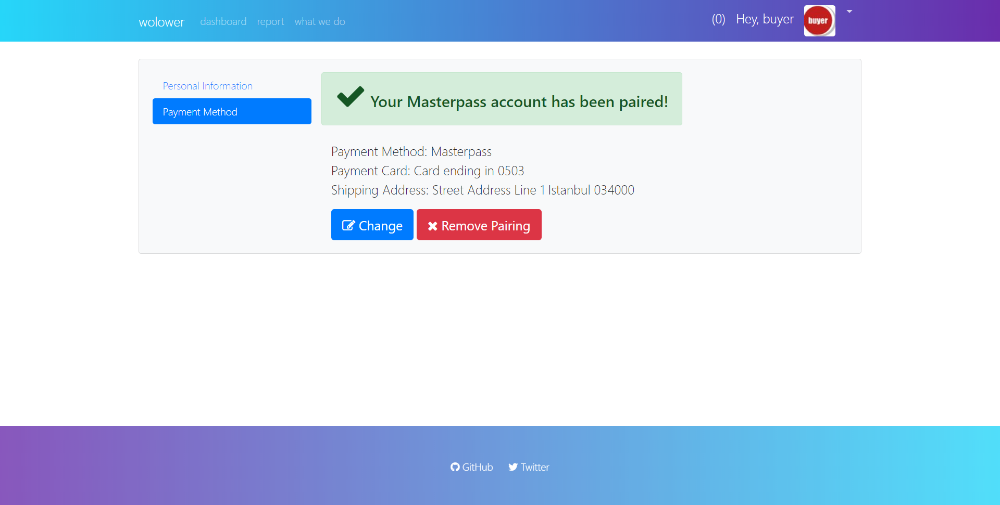 wolower dashboard report what we do (0) Hey, buyer buyer
Personal Information
Payment Method
Your Masterpass account has been paired!
Payment Method: Masterpass
Payment Card: Card ending in 0503
Shipping Address: Street Address Line 1 Istanbul 034000
Change Remove Pairing
GitHub Twitter